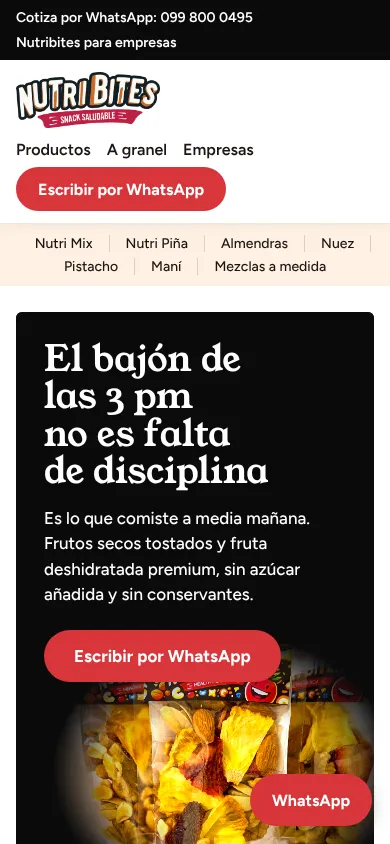 Cotiza por WhatsApp: 099 800 0495
Nutribites para empresas
NUTRIBITES
SNACK SALUDABLE
Productos A granel Empresas
Escribir por WhatsApp
Nutri Mix Nutri Piña Almendras Nuez
Pistacho Maní Mezclas a medida
El bajón de
las 3 pm
no es falta
de disciplina
Es lo que comiste a media mañana.
Frutos secos tostados y fruta
deshidratada premium, sin azúcar
añadida y sin conservantes.
Escribir por WhatsApp
WhatsApp